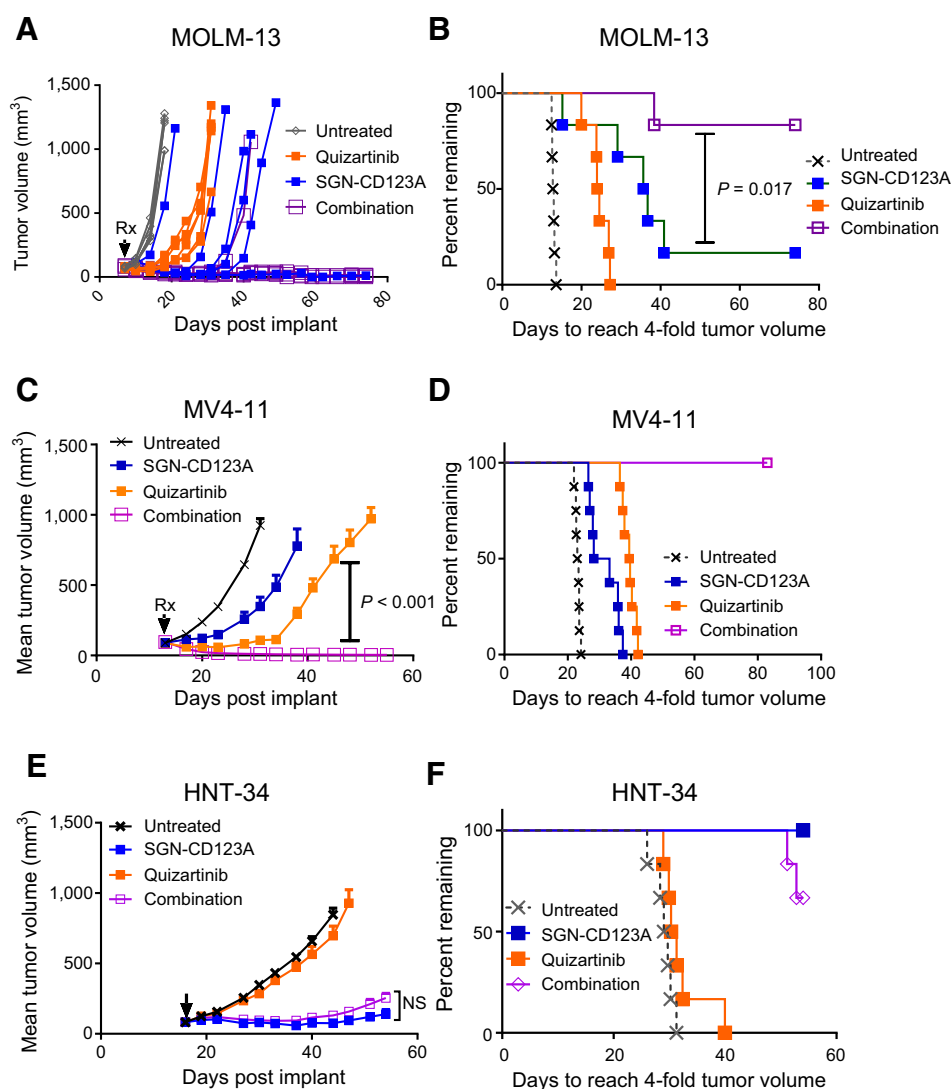 A
MOLM-13
Tumor volume (mm³)
1,500
1,000
500
0
Rx
Untreated
Quizartinib
SGN-CD123A
Combination
0 20 40 60 80
Days post implant
B
MOLM-13
Percent remaining
100
50
0
Untreated
SGN-CD123A
Quizartinib
Combination
P = 0.017
0 20 40 60 80
Days to reach 4-fold tumor volume
C
MV4-11
Mean tumor volume (mm³)
1,500
1,000
500
0
Untreated
SGN-CD123A
Quizartinib
Combination
Rx
P < 0.001
0 20 40 60
Days post implant
D
MV4-11
Percent remaining
100
50
0
Untreated
SGN-CD123A
Quizartinib
Combination
0 20 40 60 80 100
Days to reach 4-fold tumor volume
E
HNT-34
Mean tumor volume (mm³)
1,500
1,000
500
0
Untreated
SGN-CD123A
Quizartinib
Combination
NS
0 20 40 60
Days post implant
F
HNT-34
Percent remaining
100
50
0
Untreated
SGN-CD123A
Quizartinib
Combination
0 20 40 60
Days to reach 4-fold tumor volume